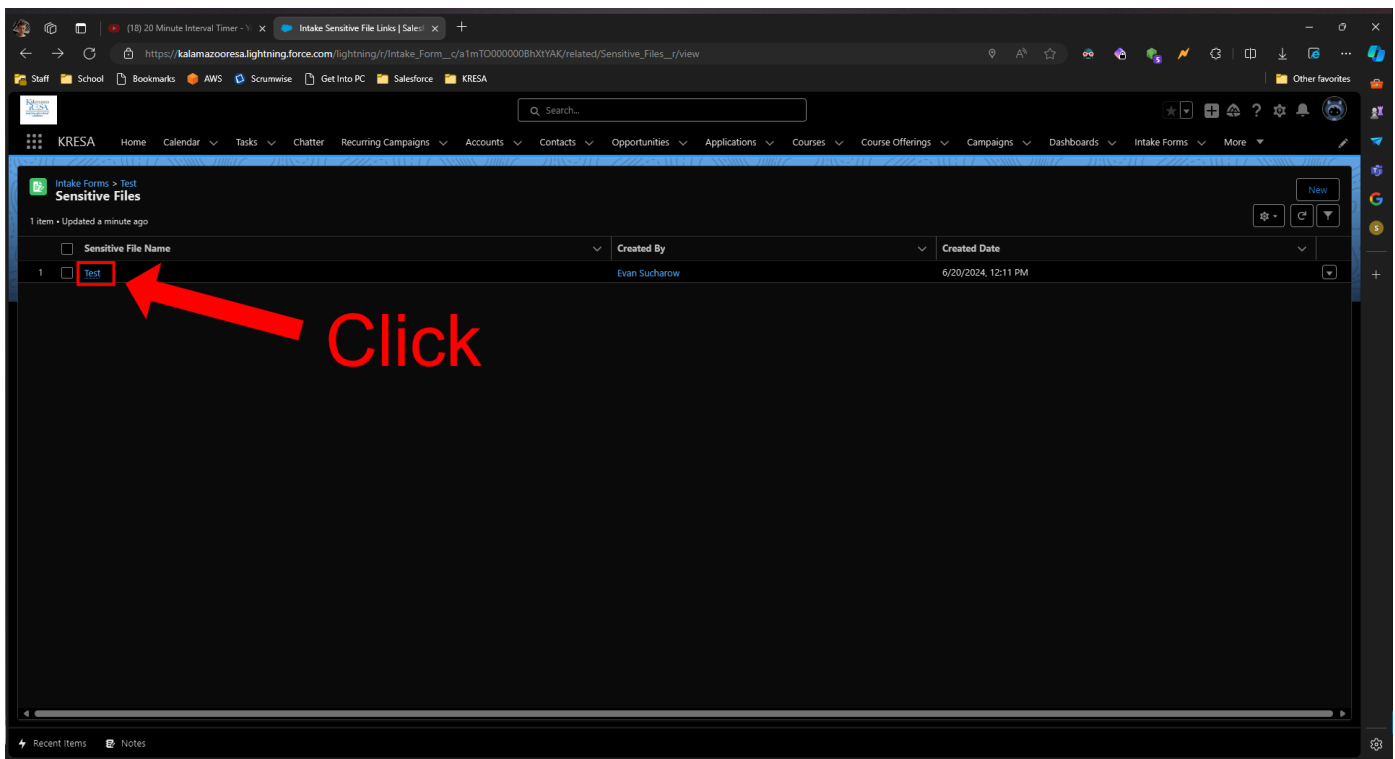 (18) 20 Minute Interval Timer - Y
Intake Sensitive File Links | Salesf
https://kalamazooresa.lightning.force.com/lightning/r/Intake_Form__c/a1mTO000000BhXtYAK/related/Sensitive_Files__r/view
Staff School Bookmarks AWS Scrumwise Get Into PC Salesforce KRESA Other favorites
Search...
KRESA Home Calendar Tasks Chatter Recurring Campaigns Accounts Contacts Opportunities Applications Courses Course Offerings Campaigns Dashboards Intake Forms More
Intake Forms > Test
Sensitive Files
New
1 item • Updated a minute ago
Sensitive File Name Created By Created Date
1 Test Evan Sucharow 6/20/2024, 12:11 PM
Click
Recent Items Notes